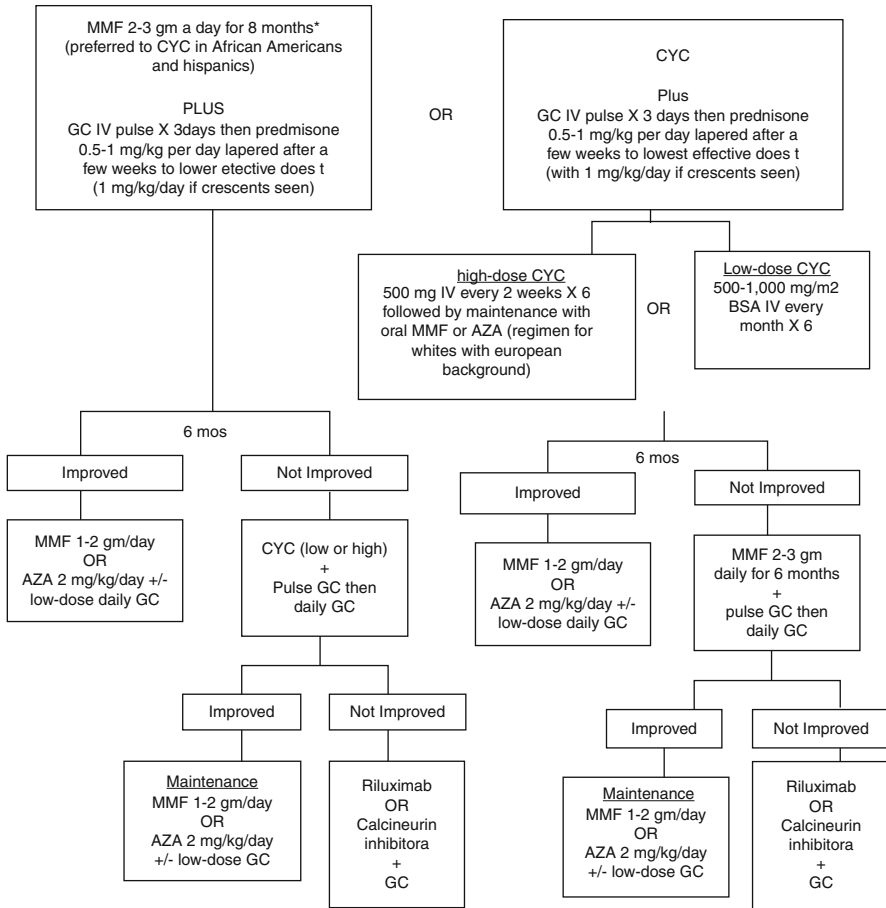 MMF 2-3 gm a day for 8 months*
(preferred to CYC in African Americans
and hispanics)
PLUS
GC IV pulse X 3days then predmisone
0.5-1 mg/kg per day lapered after a
few weeks to lower etective does t
(1 mg/kg/day if crescents seen)
OR
CYC
Plus
GC IV pulse X 3 days then prednisone
0.5-1 mg/kg per day lapered after a
few weeks to lowest effective does t
(with 1 mg/kg/day if crescents seen)
high-dose CYC
500 mg IV every 2 weeks X 6
followed by maintenance with
oral MMF or AZA (regimen for
whites with european
background)
OR
Low-dose CYC
500-1,000 mg/m2
BSA IV every
month X 6
6 mos
Improved
Not Improved
MMF 1-2 gm/day
OR
AZA 2 mg/kg/day +/-
low-dose daily GC
CYC (low or high)
+
Pulse GC then
daily GC
Improved
Not Improved
Maintenance
MMF 1-2 gm/day
OR
AZA 2 mg/kg/day
+/- low-dose GC
Riluximab
OR
Calcineurin
inhibitora
+
GC
6 mos
Improved
Not Improved
MMF 1-2 gm/day
OR
AZA 2 mg/kg/day +/-
low-dose daily GC
MMF 2-3 gm
daily for 6 months
+
pulse GC then
daily GC
Improved
Not Improved
Maintenance
MMF 1-2 gm/day
OR
AZA 2 mg/kg/day
+/- low-dose GC
Riluximab
OR
Calcineurin
inhibitora
+
GC